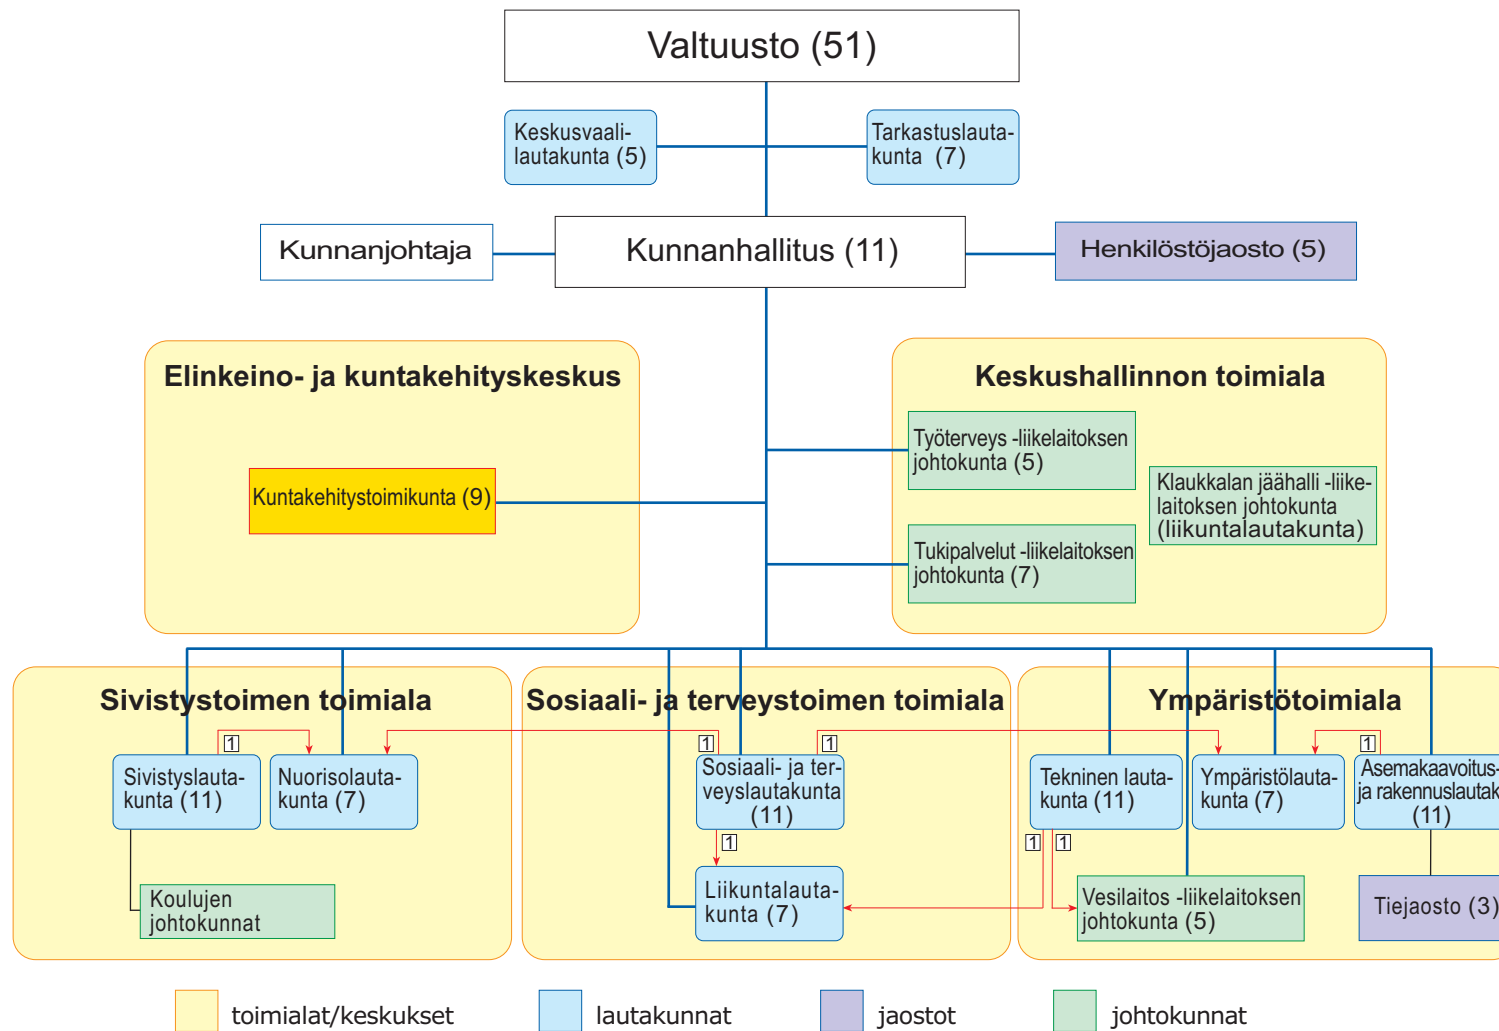 Valtuusto (51)
Keskusvaali-
lautakunta (5)
Tarkastuslauta-
kunta (7)
Kunnanjohtaja
Kunnanhallitus (11)
Henkilöstöjaosto (5)
Elinkeino- ja kuntakehityskeskus
Kuntakehitystoimikunta (9)
Keskushallinnon toimiala
Työterveys -liikelaitoksen
johtokunta (5)
Klaukkalan jäähalli -liike-
laitoksen johtokunta
(liikuntalautakunta)
Tukipalvelut -liikelaitoksen
johtokunta (7)
Sivistystoimen toimiala
1
Sivistyslauta-
kunta (11)
Nuorisolauta-
kunta (7)
Koulujen
johtokunnat
Sosiaali- ja terveystoimen toimiala
1
1
Sosiaali- ja ter-
veyslautakunta
(11)
1
Liikuntalauta-
kunta (7)
Ympäristötoimiala
1
Tekninen lauta-
kunta (11)
Ympäristölauta-
kunta (7)
Asemakaavoitus-
ja rakennuslautak
(11)
1
1
Vesilaitos -liikelaitoksen
johtokunta (5)
Tiejaosto (3)
toimialat/keskukset
lautakunnat
jaostot
johtokunnat